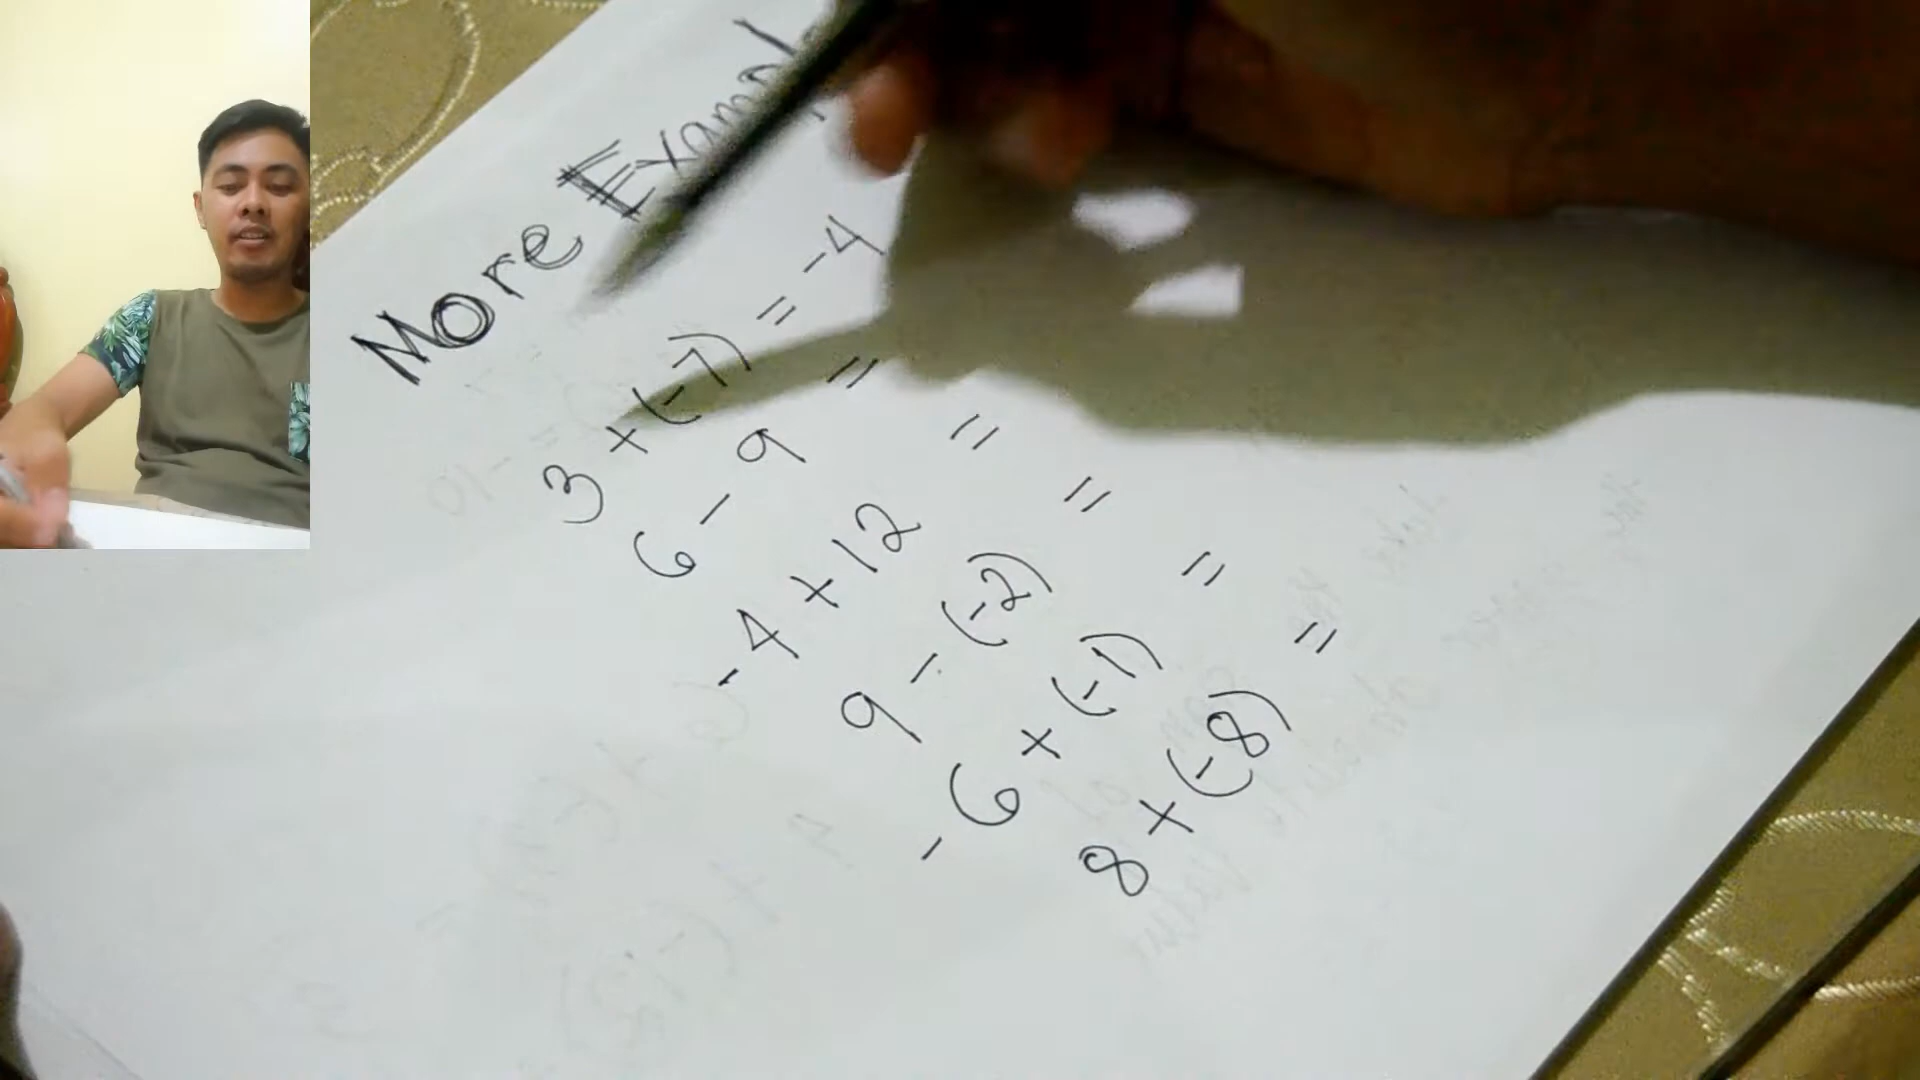 More Exampl
3 + (-7) = -4
6 - 9 =
-4 + 12 =
9 - (-2) =
-6 + (-1) =
8 + (-8) =